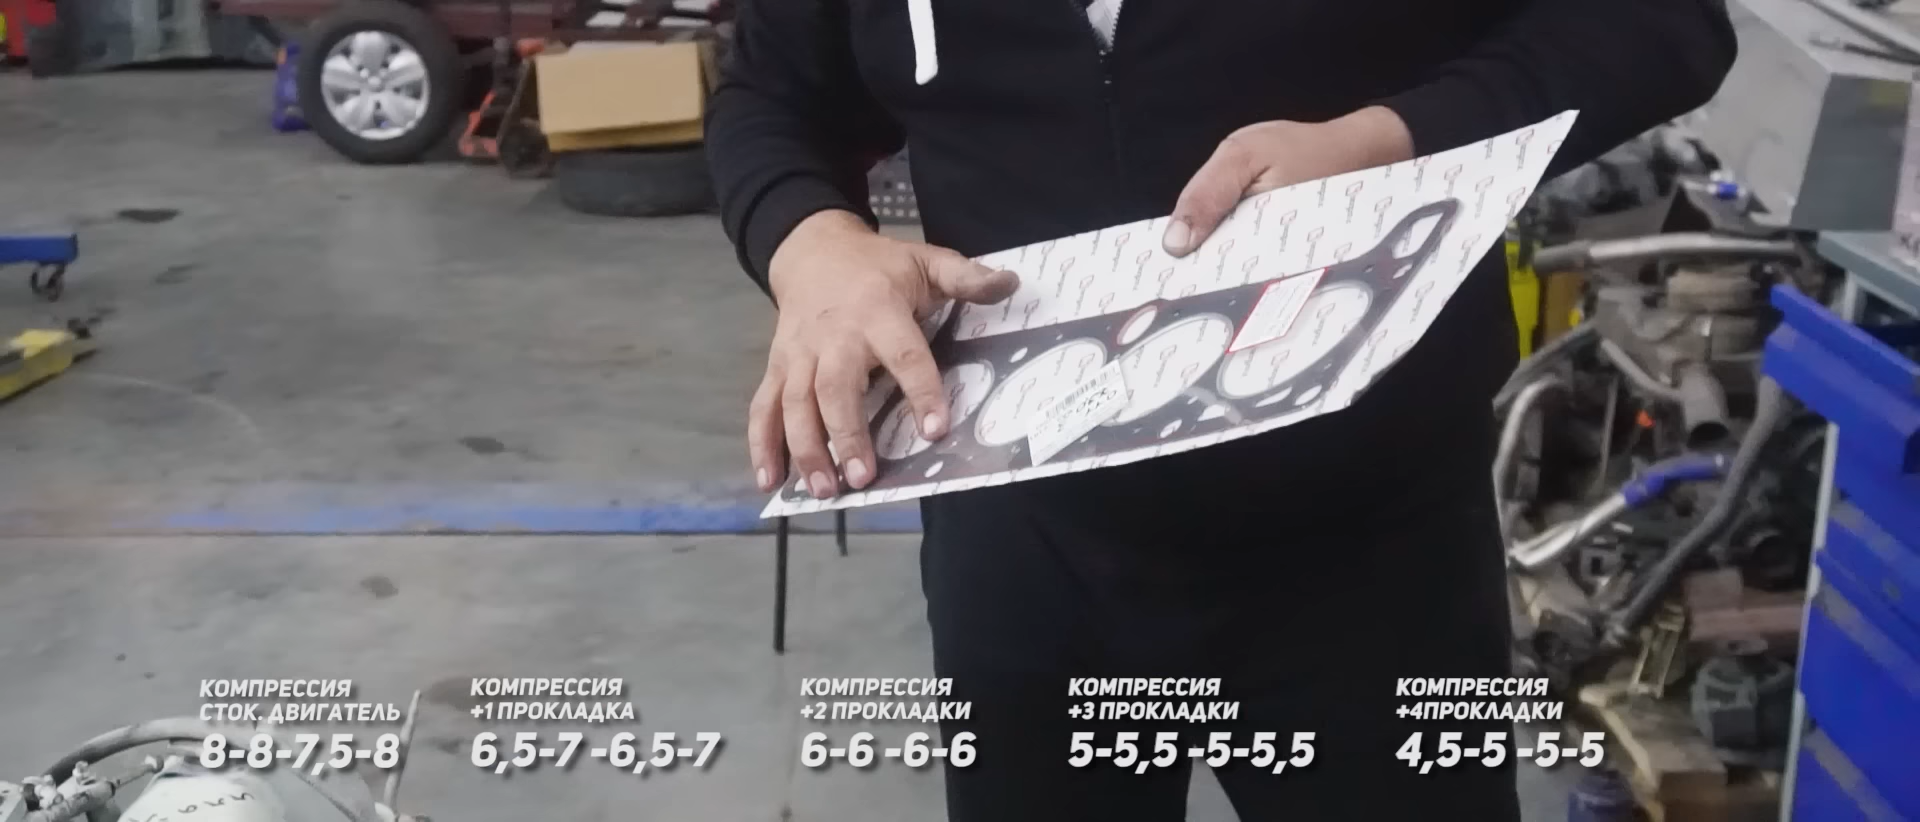 КОМПРЕССИЯ
СТОК. ДВИГАТЕЛЬ
8-8-7,5-8
КОМПРЕССИЯ
+1 ПРОКЛАДКА
6,5-7 -6,5-7
КОМПРЕССИЯ
+2 ПРОКЛАДКИ
6-6 -6-6
КОМПРЕССИЯ
+3 ПРОКЛАДКИ
5-5,5 -5-5,5
КОМПРЕССИЯ
+4ПРОКЛАДКИ
4,5-5 -5-5